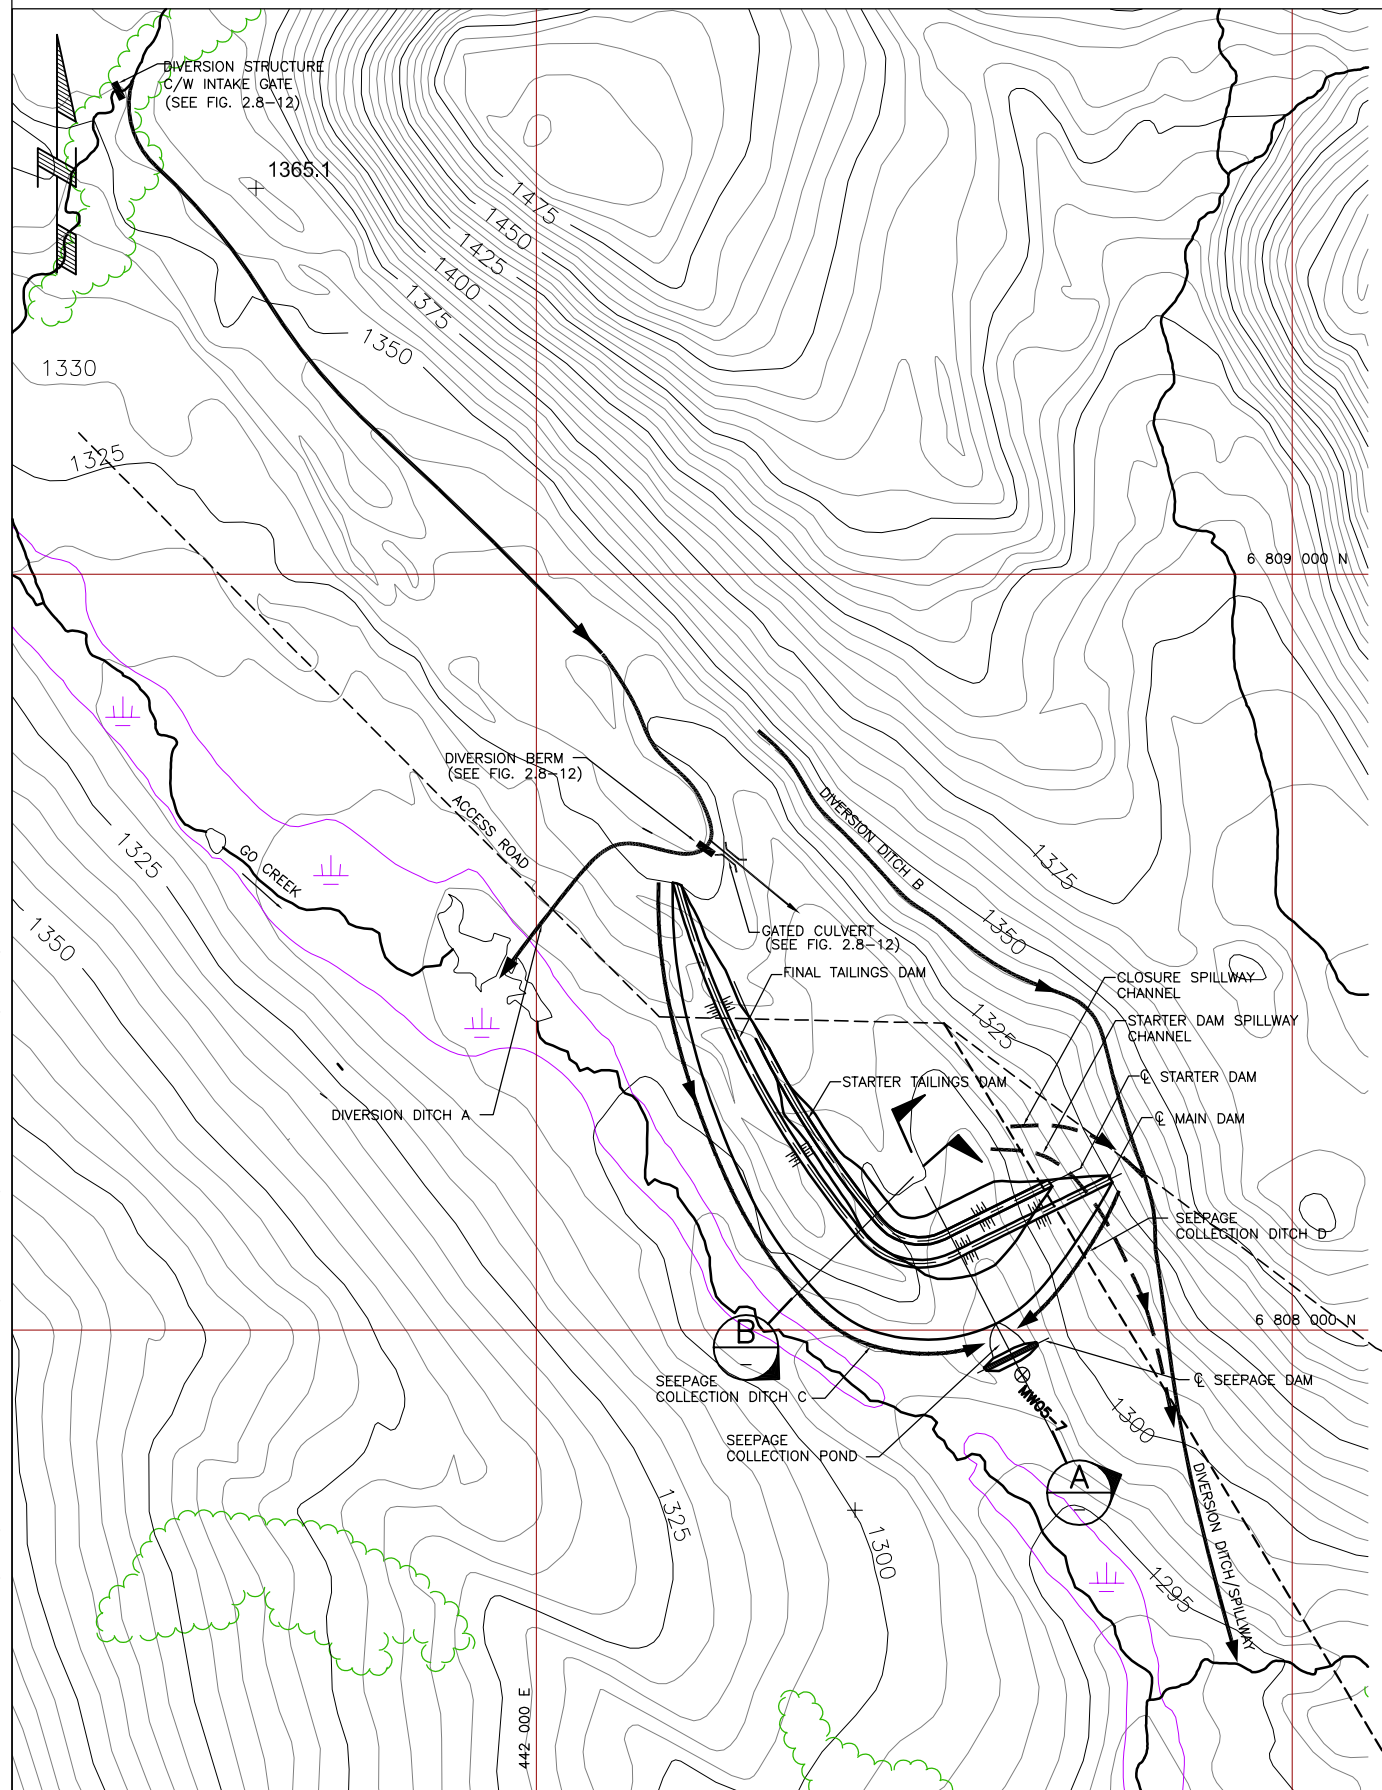 DIVERSION STRUCTURE
C/W INTAKE GATE
(SEE FIG. 2.8-12)
1365.1
1475
1450
1425
1400
1375
1350
1330
1325
6 809 000 N
DIVERSION BERM
(SEE FIG. 2.8-12)
ACCESS ROAD
DIVERSION DITCH B
1325
GO CREEK
1350
1375
1350
GATED CULVERT
(SEE FIG. 2.8-12)
FINAL TAILINGS DAM
CLOSURE SPILLWAY
CHANNEL
1325
STARTER DAM SPILLWAY
CHANNEL
STARTER TAILINGS DAM
℄ STARTER DAM
DIVERSION DITCH A
℄ MAIN DAM
SEEPAGE
COLLECTION DITCH D
6 808 000 N
B
–
SEEPAGE
COLLECTION DITCH C
℄ SEEPAGE DAM
MW05-7
1300
SEEPAGE
COLLECTION POND
A
–
1325
1300
DIVERSION DITCH/SPILLWAY
1295
442 000 E